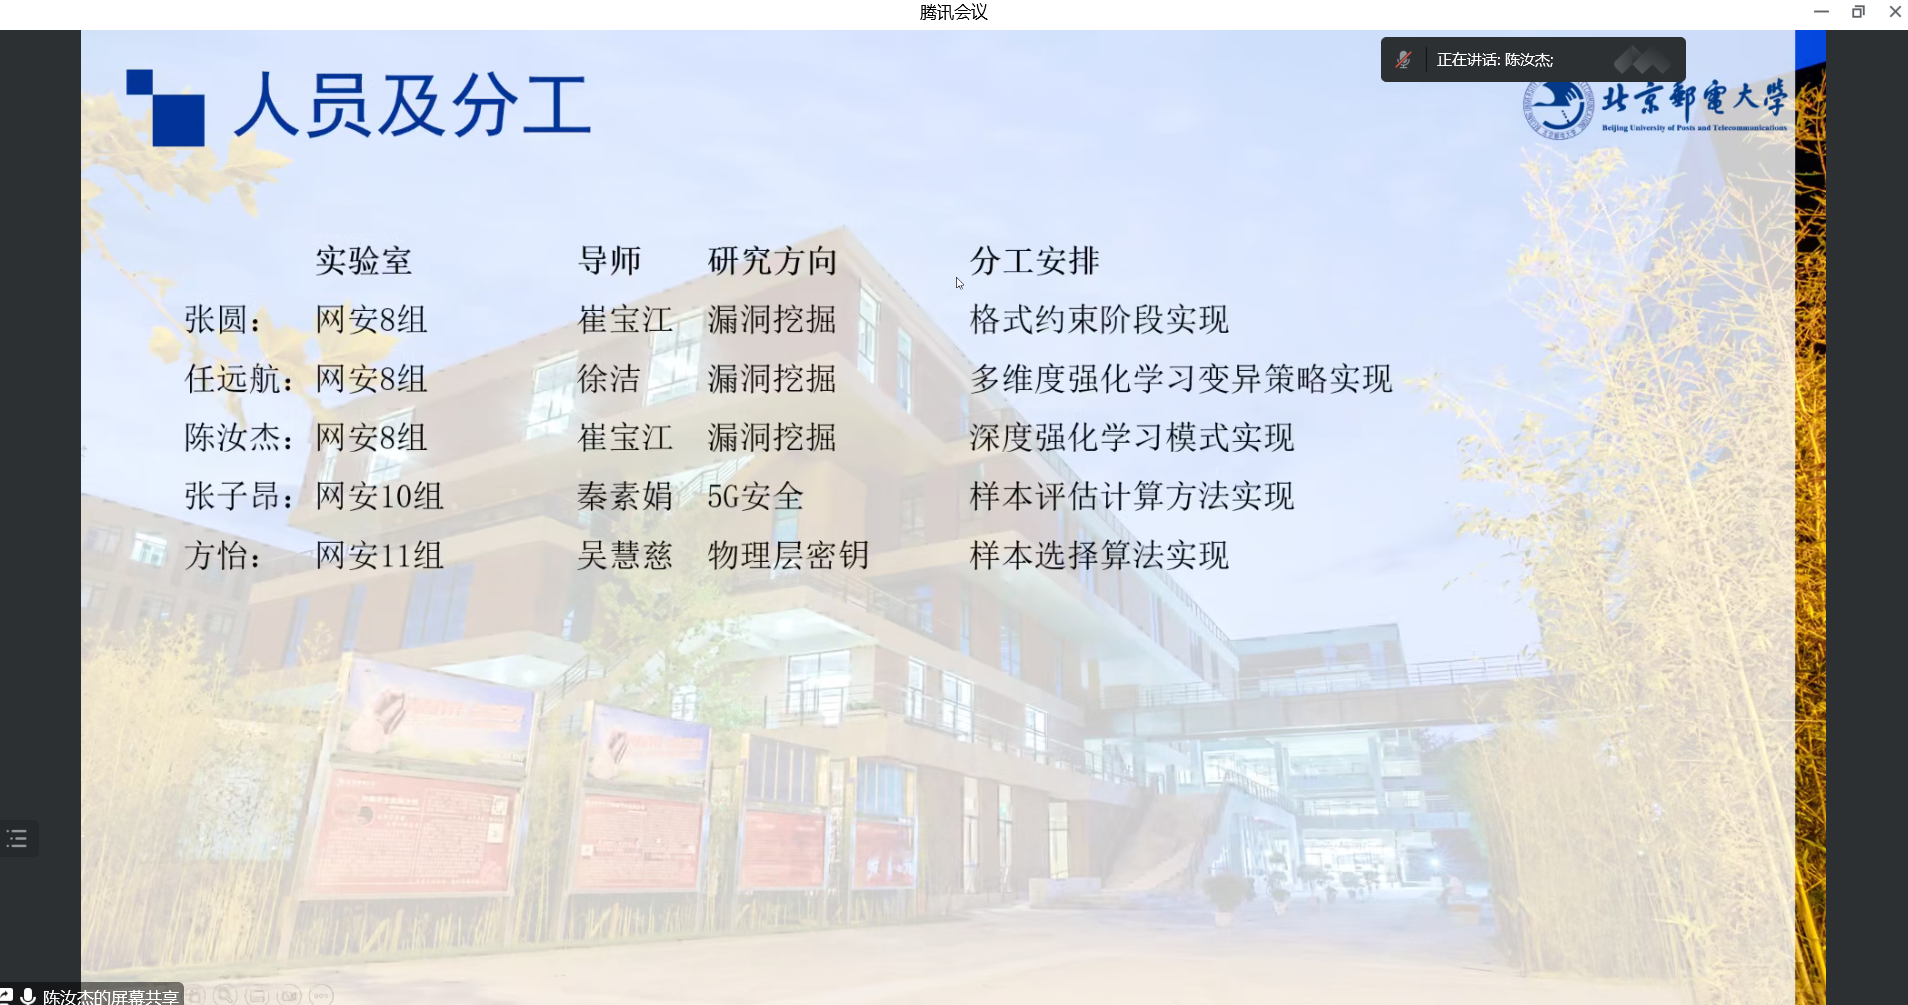 腾讯会议
正在讲话: 陈汝杰;
人员及分工
北京邮电大学
Beijing University of Posts and Telecommunications
实验室 导师 研究方向 分工安排
张圆： 网安8组 崔宝江 漏洞挖掘 格式约束阶段实现
任远航： 网安8组 徐洁 漏洞挖掘 多维度强化学习变异策略实现
陈汝杰： 网安8组 崔宝江 漏洞挖掘 深度强化学习模式实现
张子昂： 网安10组 秦素娟 5G安全 样本评估计算方法实现
方怡： 网安11组 吴慧慈 物理层密钥 样本选择算法实现
陈汝杰的屏幕共享